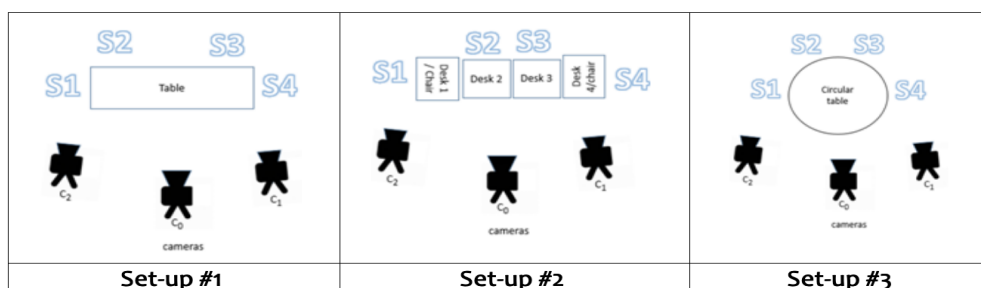 S2 S3
S1 S4
Table
C2
C1
C0
cameras
Set-up #1
S2 S3
S1 S4
Desk 1
/ Chair
Desk 2
Desk 3
Desk
4/chair
C2
C1
C0
cameras
Set-up #2
S2 S3
S1 S4
Circular
table
C2
C1
C0
cameras
Set-up #3